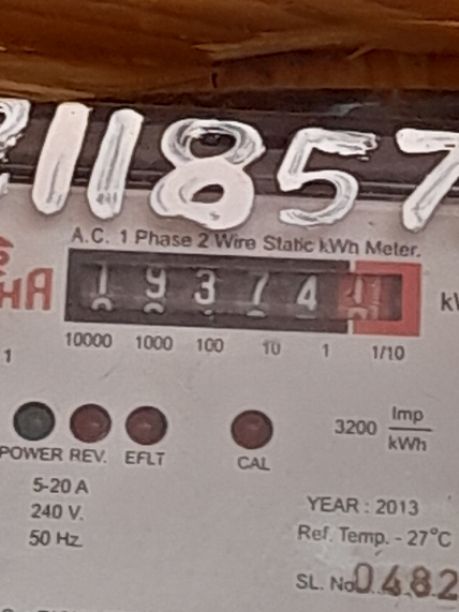 11857
A.C. 1 Phase 2 Wire Static kWh Meter.
HA
1 9 3 7 4 1
10000 1000 100 10 1 1/10
1
POWER REV. EFLT CAL
3200 Imp/kWh
5-20 A
240 V.
50 Hz.
YEAR : 2013
Ref. Temp. - 27°C
SL. No. 0482